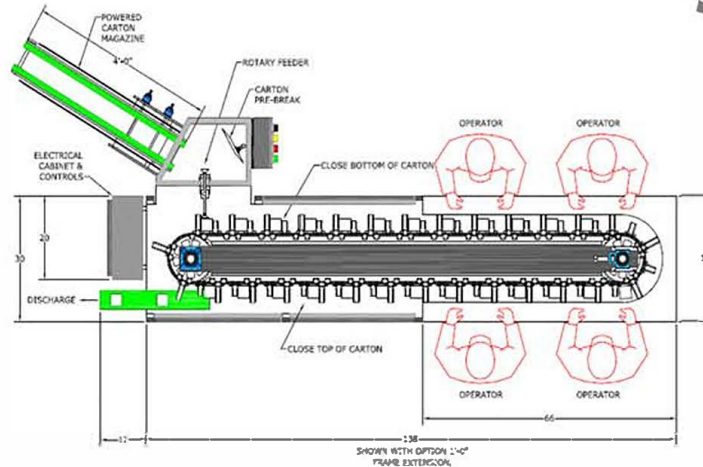 POWERED
CARTON
MAGAZINE
4'-0"
ROTARY FEEDER
CARTON
PRE-BREAK
OPERATOR
OPERATOR
ELECTRICAL
CABINET &
CONTROLS
CLOSE BOTTOM OF CARTON
30
20
DISCHARGE
CLOSE TOP OF CARTON
OPERATOR
OPERATOR
66
138
SHOWN WITH OPTION 1'-0"
FRAME EXTENSION